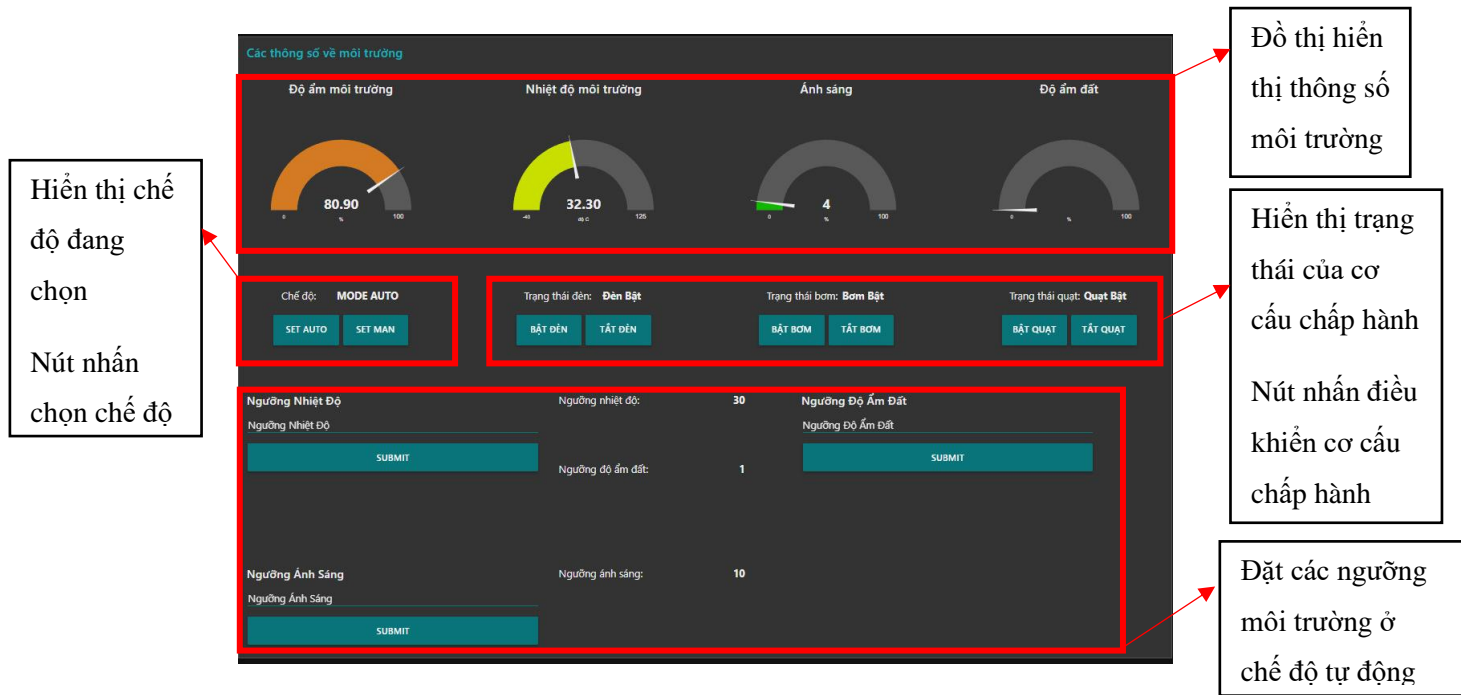 Các thông số về môi trường
Độ ẩm môi trường
Nhiệt độ môi trường
Ánh sáng
Độ ẩm đất
80.90
0
%
100
32.30
-40
độ C
125
4
0
%
100
0
%
100
Chế độ: MODE AUTO
SET AUTO
SET MAN
Trạng thái đèn: Đèn Bật
BẬT ĐÈN
TẮT ĐÈN
Trạng thái bơm: Bơm Bật
BẬT BƠM
TẮT BƠM
Trạng thái quạt: Quạt Bật
BẬT QUẠT
TẮT QUẠT
Ngưỡng Nhiệt Độ
Ngưỡng Nhiệt Độ
SUBMIT
Ngưỡng nhiệt độ: 30
Ngưỡng độ ẩm đất: 1
Ngưỡng Độ Ẩm Đất
Ngưỡng Độ Ẩm Đất
SUBMIT
Ngưỡng Ánh Sáng
Ngưỡng Ánh Sáng
SUBMIT
Ngưỡng ánh sáng: 10
Hiển thị chế
độ đang
chọn
Nút nhấn
chọn chế độ
Đồ thị hiển
thị thông số
môi trường
Hiển thị trạng
thái của cơ
cấu chấp hành
Nút nhấn điều
khiển cơ cấu
chấp hành
Đặt các ngưỡng
môi trường ở
chế độ tự động